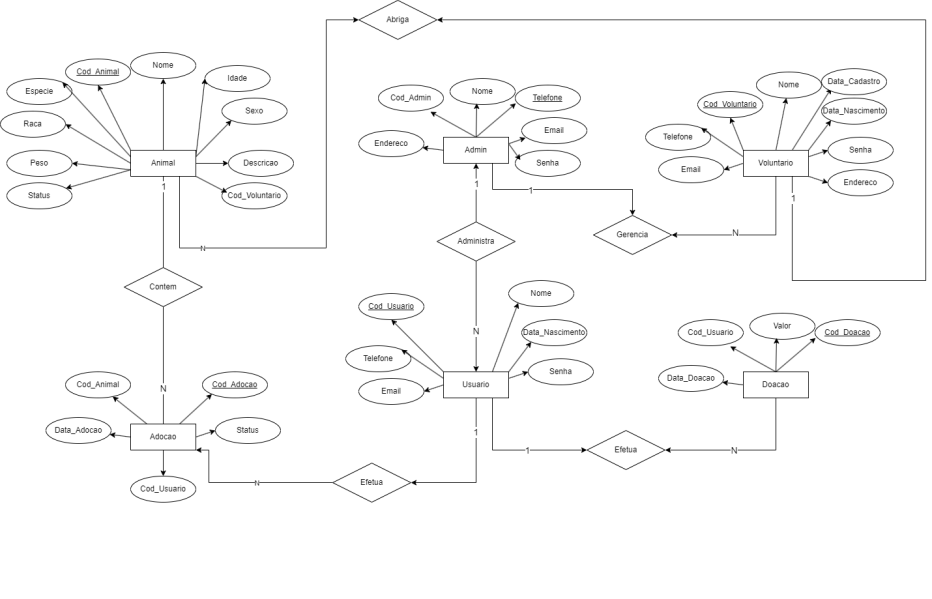 Abriga
Cod_Animal
Nome
Idade
Especie
Sexo
Raca
Peso
Animal
Descricao
Status
Cod_Voluntario
1
N
Contem
N
Cod_Admin
Nome
Telefone
Endereco
Email
Admin
Senha
1
1
Administra
N
Gerencia
N
Cod_Voluntario
Nome
Data_Cadastro
Data_Nascimento
Telefone
Senha
Email
Voluntario
Endereco
1
Cod_Usuario
Nome
Data_Nascimento
Telefone
Senha
Email
Usuario
1
1
Efetua
N
Cod_Usuario
Valor
Cod_Doacao
Data_Doacao
Doacao
Cod_Animal
Cod_Adocao
Data_Adocao
Adocao
Status
Cod_Usuario
N
Efetua